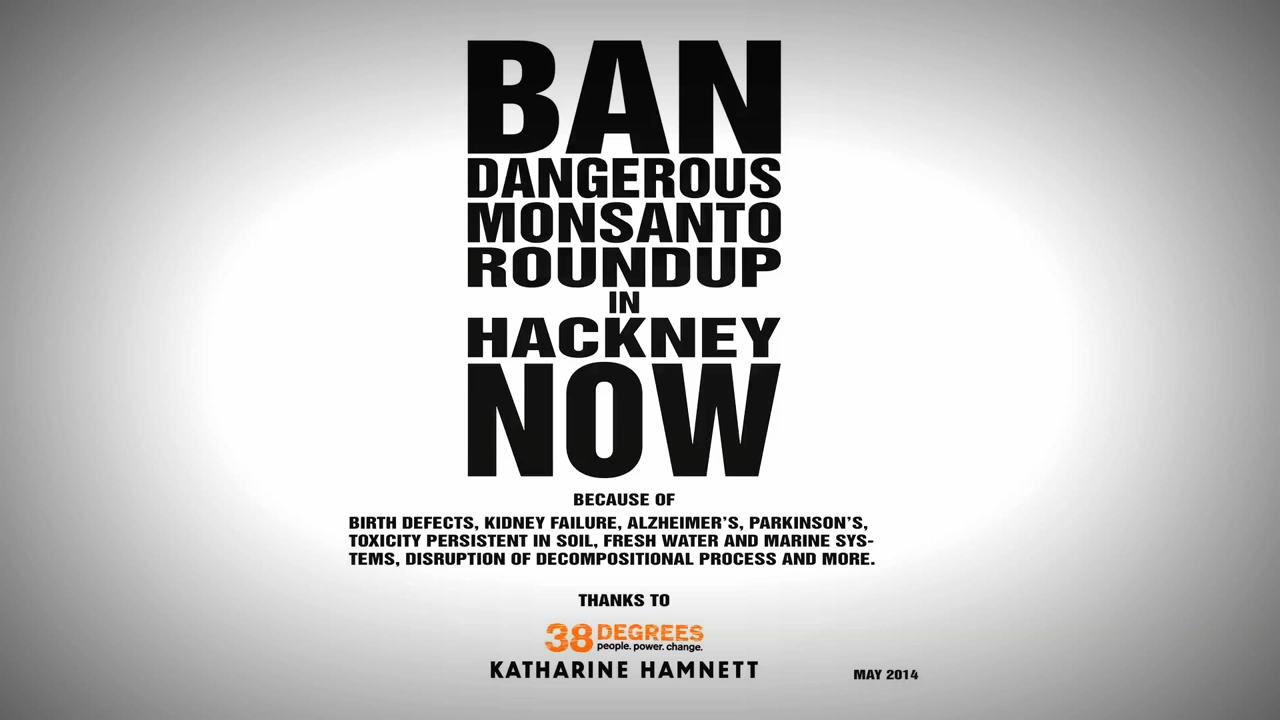 BAN
DANGEROUS
MONSANTO
ROUNDUP
IN
HACKNEY
NOW
BECAUSE OF
BIRTH DEFECTS, KIDNEY FAILURE, ALZHEIMER'S, PARKINSON'S,
TOXICITY PERSISTENT IN SOIL, FRESH WATER AND MARINE SYS-
TEMS, DISRUPTION OF DECOMPOSITIONAL PROCESS AND MORE.
THANKS TO
38 DEGREES
people. power. change.
KATHARINE HAMNETT
MAY 2014